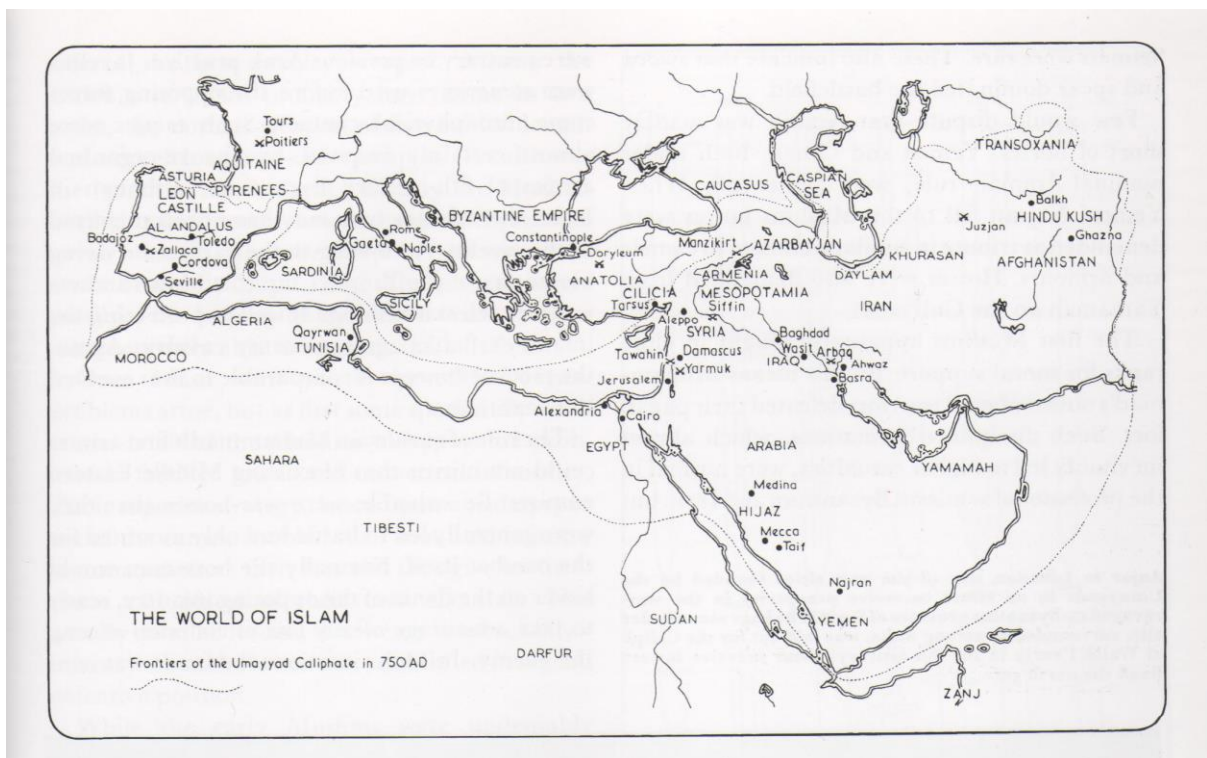 Tours
Poitiers
AQUITAINE
ASTURIA
LEON
PYRENEES
CASTILLE
AL ANDALUS
Badajoz
Zallaca
Toledo
Cordova
Seville
SARDINIA
Rome
Gaeta
Naples
SICILY
BYZANTINE EMPIRE
Constantinople
Doryleum
ANATOLIA
CILICIA
Tarsus
Aleppo
CAUCASUS
CASPIAN
SEA
Manzikirt
AZARBAYJAN
ARMENIA
MESOPOTAMIA
Siffin
SYRIA
DAYLAM
KHURASAN
TRANSOXANIA
Balkh
HINDU KUSH
Juzjan
Ghazna
AFGHANISTAN
IRAN
Baghdad
Wasit
Arbaq
IRAQ
Ahwaz
Basra
Tawahin
Damascus
Yarmuk
Jerusalem
ALGERIA
Qayrwan
TUNISIA
MOROCCO
Alexandria
Cairo
EGYPT
ARABIA
YAMAMAH
SAHARA
Medina
HIJAZ
TIBESTI
Mecca
Taif
Najran
YEMEN
SUDAN
DARFUR
ZANJ
THE WORLD OF ISLAM
Frontiers of the Umayyad Caliphate in 750AD